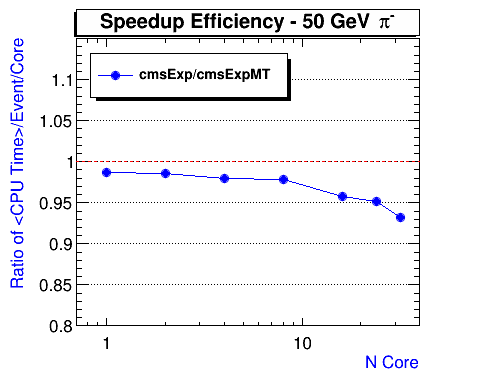 Speedup Efficiency - 50 GeV π⁻
cmsExp/cmsExpMT
Ratio of <CPU Time>/Event/Core
1.1
1.05
1
0.95
0.9
0.85
0.8
1 10
N Core